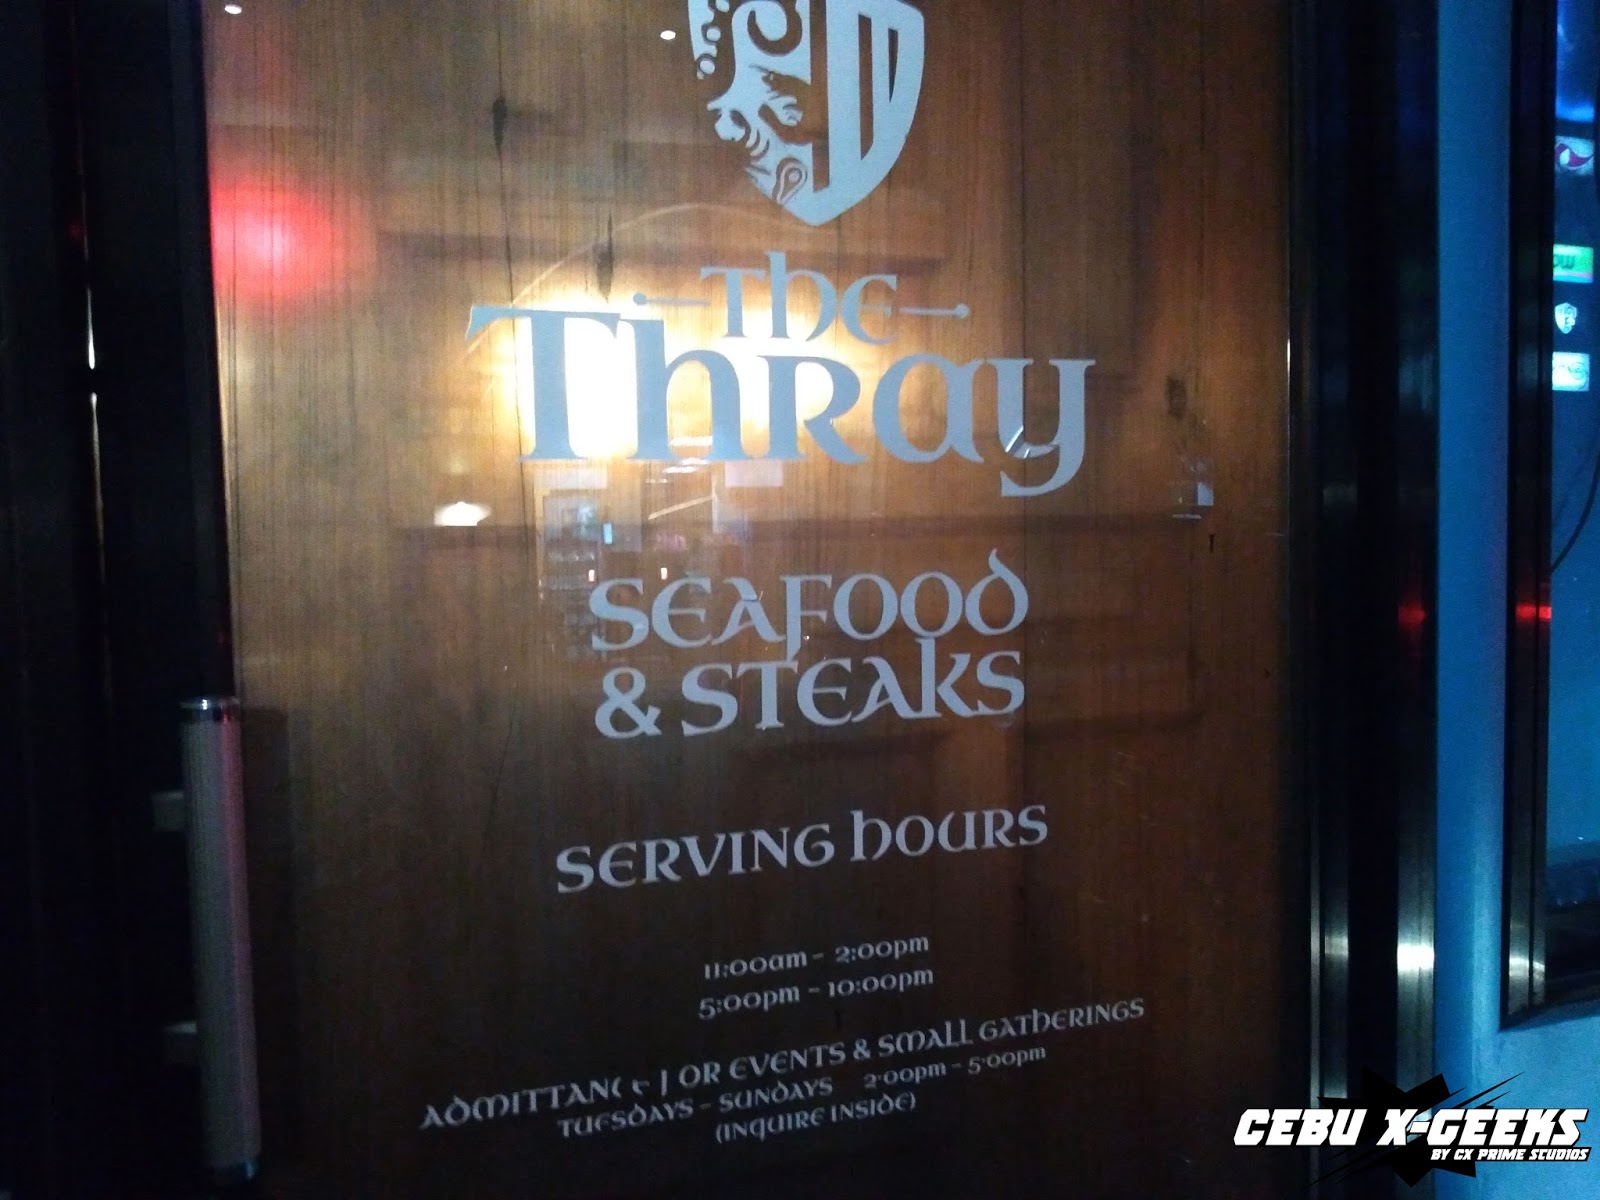 The
Thray
SEAFOOD
& STEAKS
SERVING HOURS
11:00am - 2:00pm
5:00pm - 10:00pm
ADMITTANCE FOR EVENTS & SMALL GATHERINGS
TUESDAYS - SUNDAYS 2:00pm - 5:00pm
(INQUIRE INSIDE)
CEBU X-GEEKS
BY CX PRIME STUDIOS